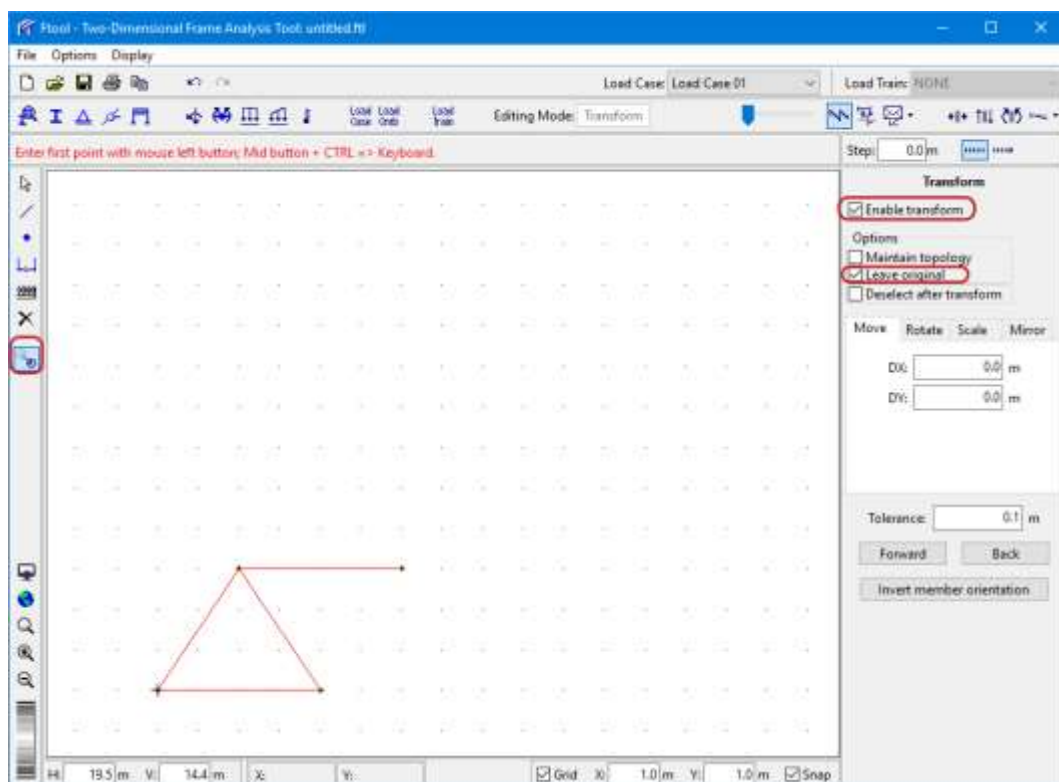 Ftool - Two-Dimensional Frame Analysis Tool: untitled.ftl
File Options Display
Load Case: Load Case 01 Load Train: NONE
Load Case Load Comb Load Train Editing Mode: Transform
Enter first point with mouse left button; Mid button + CTRL => Keyboard. Step: 0.0 m
Transform
Enable transform
Options
Maintain topology
Leave original
Deselect after transform
Move Rotate Scale Mirror
DX: 0.0 m
DY: 0.0 m
Tolerance: 0.1 m
Forward Back
Invert member orientation
H: 19.5 m V: 14.4 m X: Y: Grid X: 1.0 m Y: 1.0 m Snap